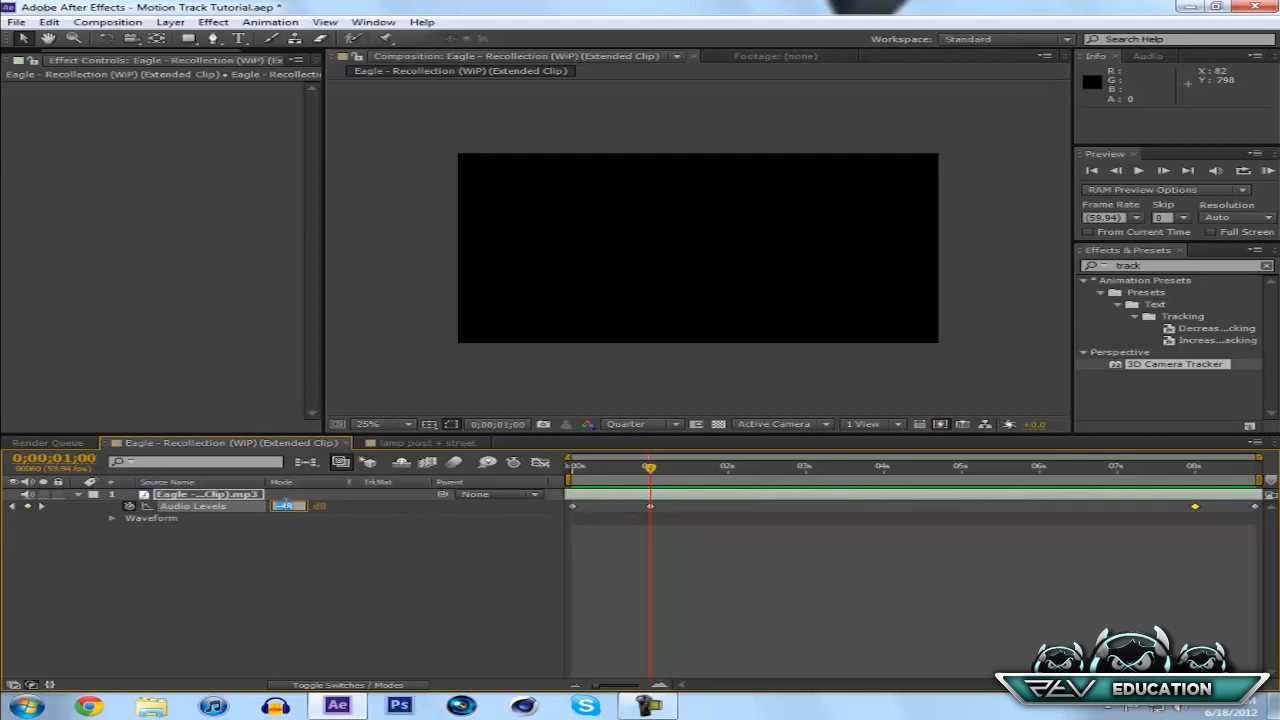 Adobe After Effects - Motion Track Tutorial.aep *
File Edit Composition Layer Effect Animation View Window Help
Workspace: Standard
Search Help
Effect Controls: Eagle - Recollection (WiP) (Ex
Composition: Eagle - Recollection (WiP) (Extended Clip)
Footage: (none)
Info Audio
Eagle - Recollection (WiP) (Extended Clip) • Eagle - Recollecti
Eagle - Recollection (WiP) (Extended Clip)
R:
G:
B:
A: 0
X: 82
Y: 798
Preview
RAM Preview Options
Frame Rate Skip Resolution
(59.94) 0 Auto
From Current Time Full Screen
Effects & Presets
track
* Animation Presets
Presets
Text
Tracking
Decreas...cking
Increas...acking
Perspective
3D Camera Tracker
25% 0;00;01;00 Quarter Active Camera 1 View +0.0
Render Queue Eagle - Recollection (WiP) (Extended Clip) lamp post + street
0;00;01;00
00060 (59.94 fps)
:00s 02s 03s 04s 05s 06s 07s 08s
# Source Name Mode T TrkMat Parent
1 Eagle -...Clip).mp3 None
Audio Levels -48 dB
Waveform
Toggle Switches / Modes
REV EDUCATION
Ae Ps
6/18/2012